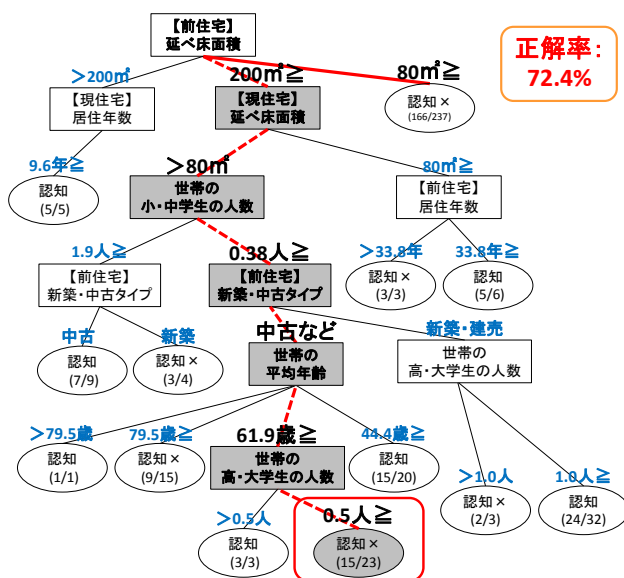 【前住宅】
延べ床面積
正解率：
72.4%
＞200㎡
200㎡≧
80㎡≧
【現住宅】
居住年数
【現住宅】
延べ床面積
認知×
(166/237)
9.6年≧
認知
(5/5)
＞80㎡
80㎡≧
世帯の
小・中学生の人数
【前住宅】
居住年数
1.9人≧
0.38人≧
＞33.8年
33.8年≧
【前住宅】
新築・中古タイプ
【前住宅】
新築・中古タイプ
認知×
(3/3)
認知
(5/6)
中古
新築
中古など
新築・建売
認知
(7/9)
認知×
(3/4)
世帯の
平均年齢
世帯の
高・大学生の人数
＞79.5歳
79.5歳≧
61.9歳≧
44.4歳≧
認知
(1/1)
認知×
(9/15)
世帯の
高・大学生の人数
認知
(15/20)
＞1.0人
1.0人≧
認知×
(2/3)
認知
(24/32)
＞0.5人
0.5人≧
認知
(3/3)
認知×
(15/23)